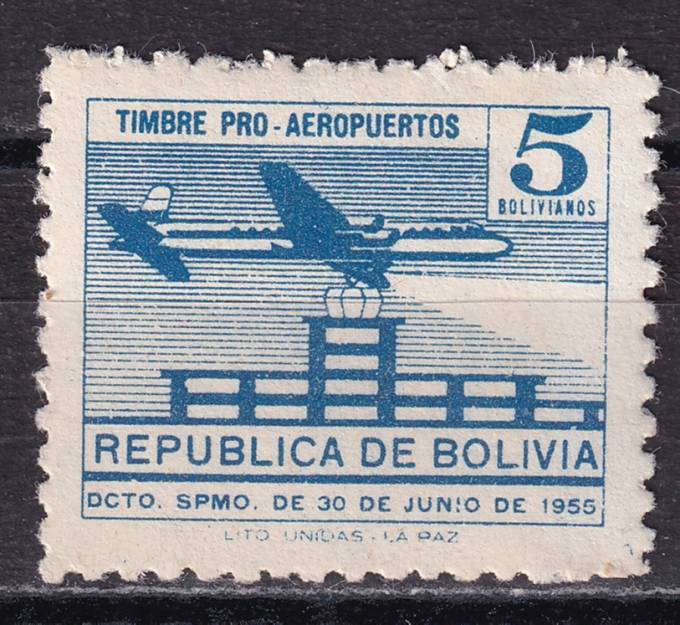 TIMBRE PRO-AEROPUERTOS
5
BOLIVIANOS
REPUBLICA DE BOLIVIA
DCTO. SPMO. DE 30 DE JUNIO DE 1955
LITO UNIDAS - LA PAZ